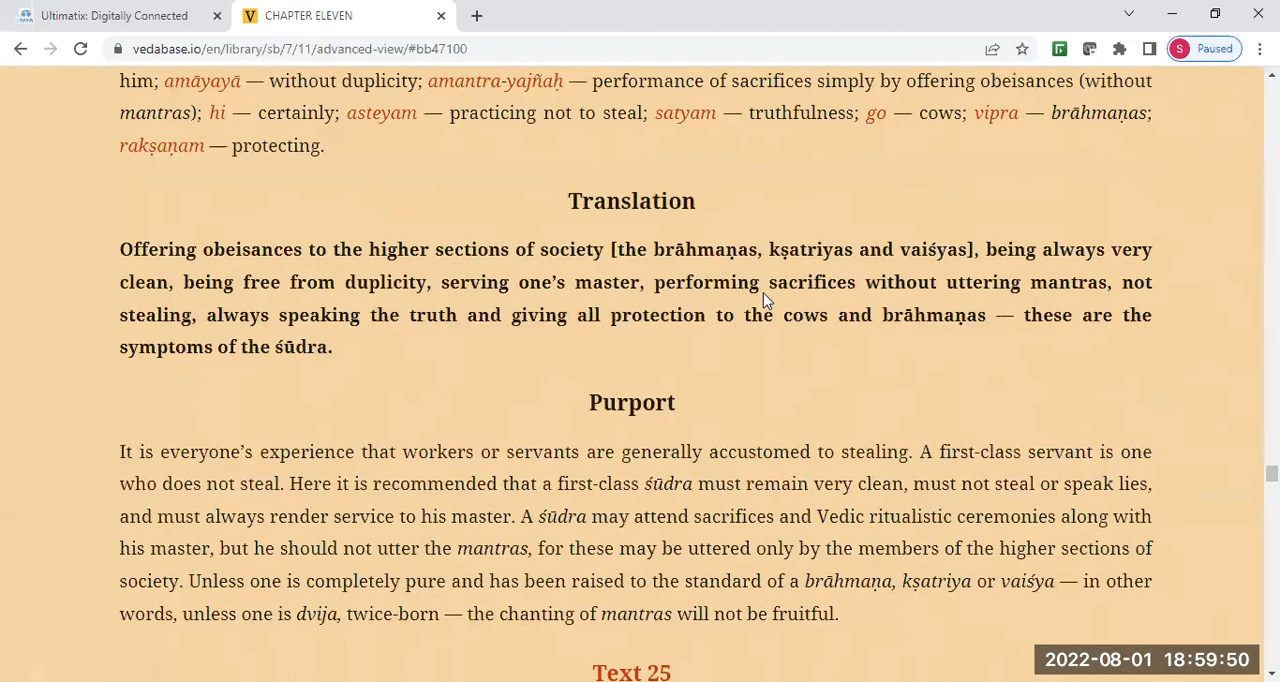 Ultimatix: Digitally Connected
CHAPTER ELEVEN
vedabase.io/en/library/sb/7/11/advanced-view/#bb47100
S Paused
him; amāyayā — without duplicity; amantra-yajñaḥ — performance of sacrifices simply by offering obeisances (without
mantras); hi — certainly; asteyam — practicing not to steal; satyam — truthfulness; go — cows; vipra — brāhmaṇas;
rakṣaṇam — protecting.
Translation
Offering obeisances to the higher sections of society [the brāhmaṇas, kṣatriyas and vaiśyas], being always very
clean, being free from duplicity, serving one’s master, performing sacrifices without uttering mantras, not
stealing, always speaking the truth and giving all protection to the cows and brāhmaṇas — these are the
symptoms of the śūdra.
Purport
It is everyone’s experience that workers or servants are generally accustomed to stealing. A first-class servant is one
who does not steal. Here it is recommended that a first-class śūdra must remain very clean, must not steal or speak lies,
and must always render service to his master. A śūdra may attend sacrifices and Vedic ritualistic ceremonies along with
his master, but he should not utter the mantras, for these may be uttered only by the members of the higher sections of
society. Unless one is completely pure and has been raised to the standard of a brāhmaṇa, kṣatriya or vaiśya — in other
words, unless one is dvija, twice-born — the chanting of mantras will not be fruitful.
Text 25
2022-08-01 18:59:50